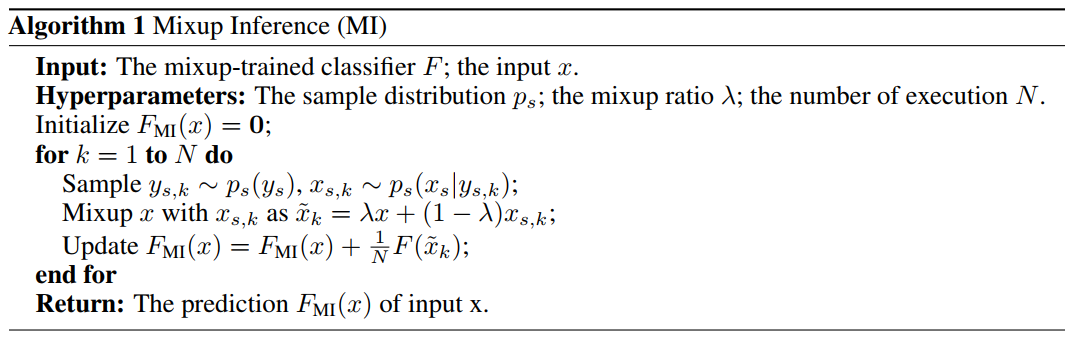 Algorithm 1 Mixup Inference (MI)
Input: The mixup-trained classifier F; the input x.
Hyperparameters: The sample distribution p_s; the mixup ratio λ; the number of execution N.
Initialize F_MI(x) = 0;
for k = 1 to N do
Sample y_{s,k} ∼ p_s(y_s), x_{s,k} ∼ p_s(x_s|y_{s,k});
Mixup x with x_{s,k} as x̃_k = λx + (1 − λ)x_{s,k};
Update F_MI(x) = F_MI(x) + 1/N F(x̃_k);
end for
Return: The prediction F_MI(x) of input x.